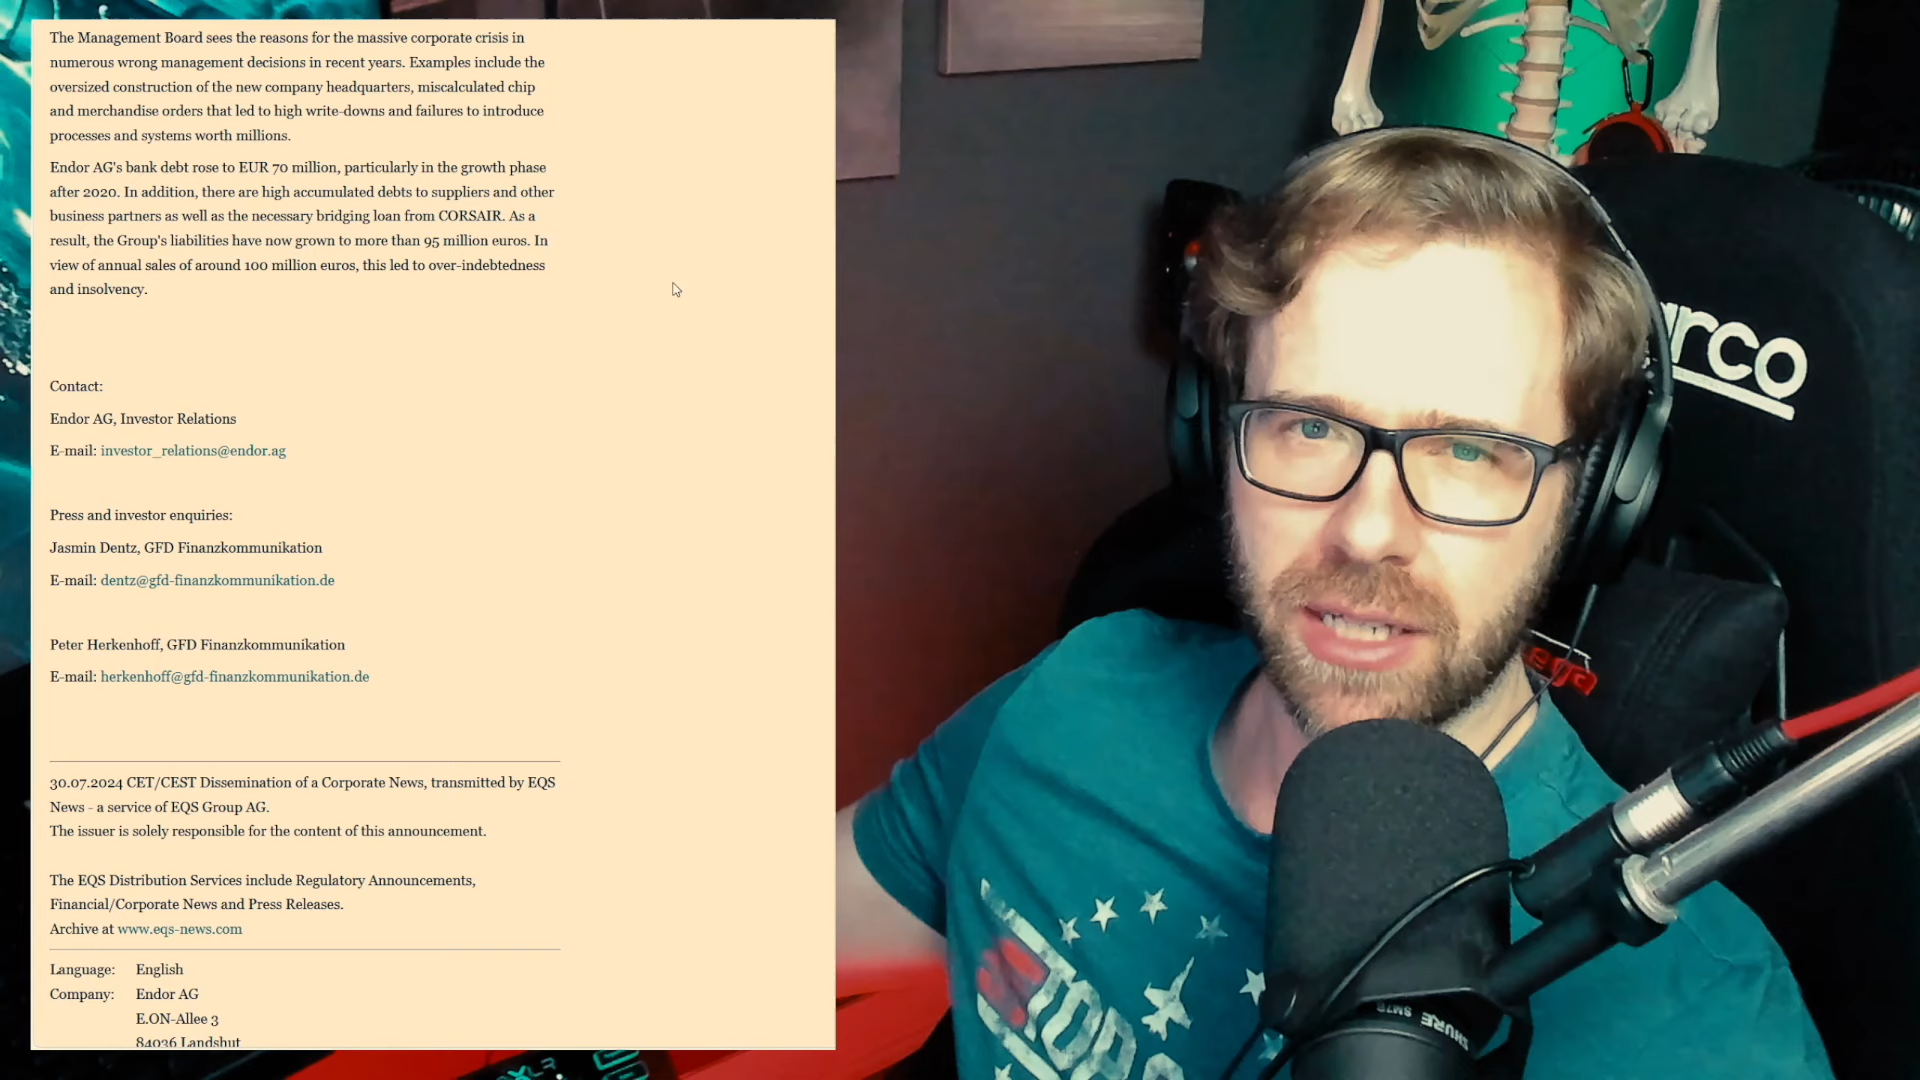 The Management Board sees the reasons for the massive corporate crisis in
numerous wrong management decisions in recent years. Examples include the
oversized construction of the new company headquarters, miscalculated chip
and merchandise orders that led to high write-downs and failures to introduce
processes and systems worth millions.
Endor AG's bank debt rose to EUR 70 million, particularly in the growth phase
after 2020. In addition, there are high accumulated debts to suppliers and other
business partners as well as the necessary bridging loan from CORSAIR. As a
result, the Group's liabilities have now grown to more than 95 million euros. In
view of annual sales of around 100 million euros, this led to over-indebtedness
and insolvency.
Contact:
Endor AG, Investor Relations
E-mail: investor_relations@endor.ag
Press and investor enquiries:
Jasmin Dentz, GFD Finanzkommunikation
E-mail: dentz@gfd-finanzkommunikation.de
Peter Herkenhoff, GFD Finanzkommunikation
E-mail: herkenhoff@gfd-finanzkommunikation.de
30.07.2024 CET/CEST Dissemination of a Corporate News, transmitted by EQS
News - a service of EQS Group AG.
The issuer is solely responsible for the content of this announcement.
The EQS Distribution Services include Regulatory Announcements,
Financial/Corporate News and Press Releases.
Archive at www.eqs-news.com
Language: English
Company: Endor AG
E.ON-Allee 3
84036 Landshut
arco
TOP
SHURE SM7B
XLR